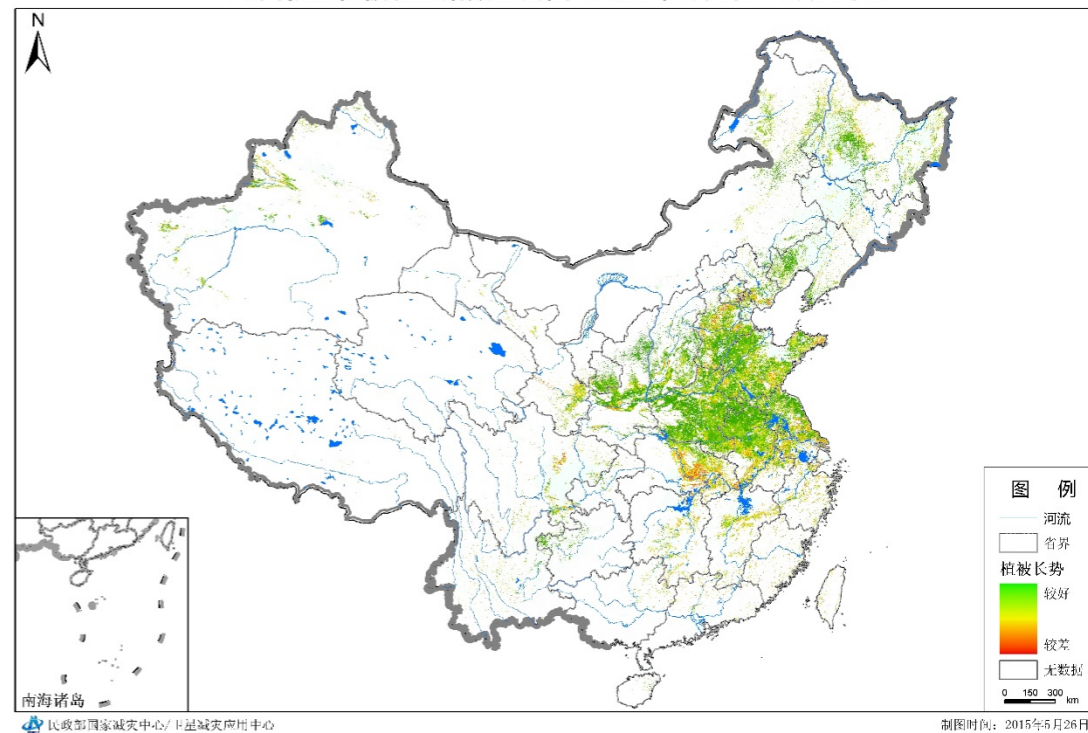 N
图 例
河流
省界
植被长势
较好
较差
无数据
0 150 300
km
南海诸岛
民政部国家减灾中心/卫星减灾应用中心
制图时间：2015年5月26日